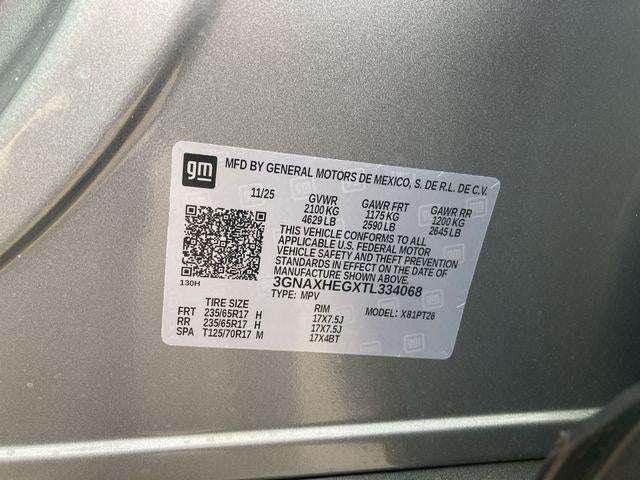 gm
MFD BY GENERAL MOTORS DE MEXICO, S. DE R.L. DE C.V.
11/25 GVWR GAWR FRT GAWR RR
2100 KG 1175 KG 1200 KG
4629 LB 2590 LB 2645 LB
THIS VEHICLE CONFORMS TO ALL
APPLICABLE U.S. FEDERAL MOTOR
VEHICLE SAFETY AND THEFT PREVENTION
STANDARDS IN EFFECT ON THE DATE OF
MANUFACTURE SHOWN ABOVE.
3GNAXHEGXTL334068
130H
TYPE: MPV
TIRE SIZE RIM MODEL: X81PT26
FRT 235/65R17 H 17X7.5J
RR 235/65R17 H 17X7.5J
SPA T125/70R17 M 17X4BT